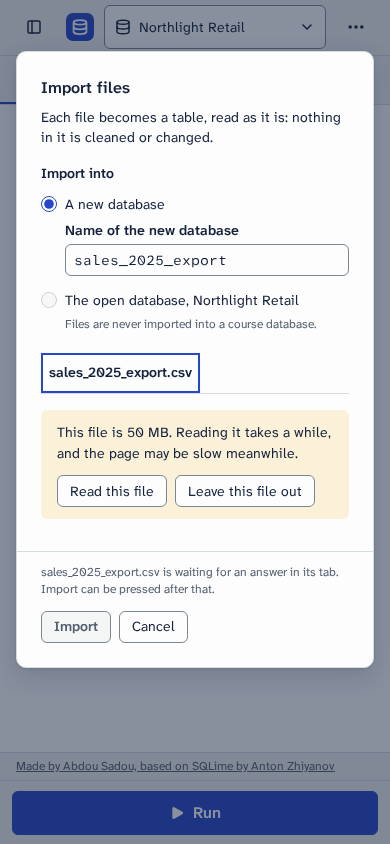 Northlight Retail
Import files
Each file becomes a table, read as it is: nothing
in it is cleaned or changed.
Import into
A new database
Name of the new database
sales_2025_export
The open database, Northlight Retail
Files are never imported into a course database.
sales_2025_export.csv
This file is 50 MB. Reading it takes a while,
and the page may be slow meanwhile.
Read this file
Leave this file out
sales_2025_export.csv is waiting for an answer in its tab.
Import can be pressed after that.
Import
Cancel
Made by Abdou Sadou, based on SQLime by Anton Zhiyanov
Run